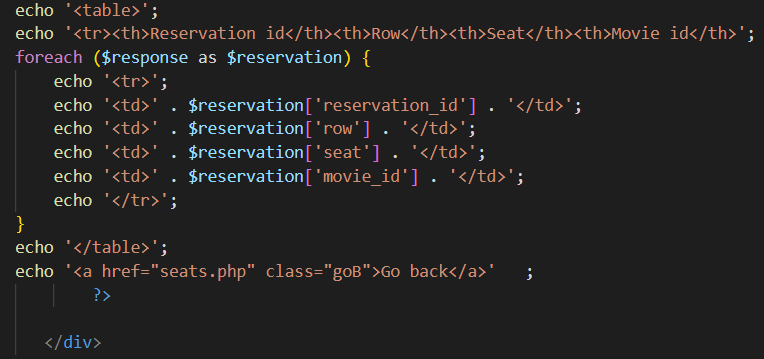 echo '<table>';
echo '<tr><th>Reservation id</th><th>Row</th><th>Seat</th><th>Movie id</th>';
foreach ($response as $reservation) {
    echo '<tr>';
    echo '<td>' . $reservation['reservation_id'] . '</td>';
    echo '<td>' . $reservation['row'] . '</td>';
    echo '<td>' . $reservation['seat'] . '</td>';
    echo '<td>' . $reservation['movie_id'] . '</td>';
    echo '</tr>';
}
echo '</table>';
echo '<a href="seats.php" class="goB">Go back</a>'   ;
        ?>
   </div>